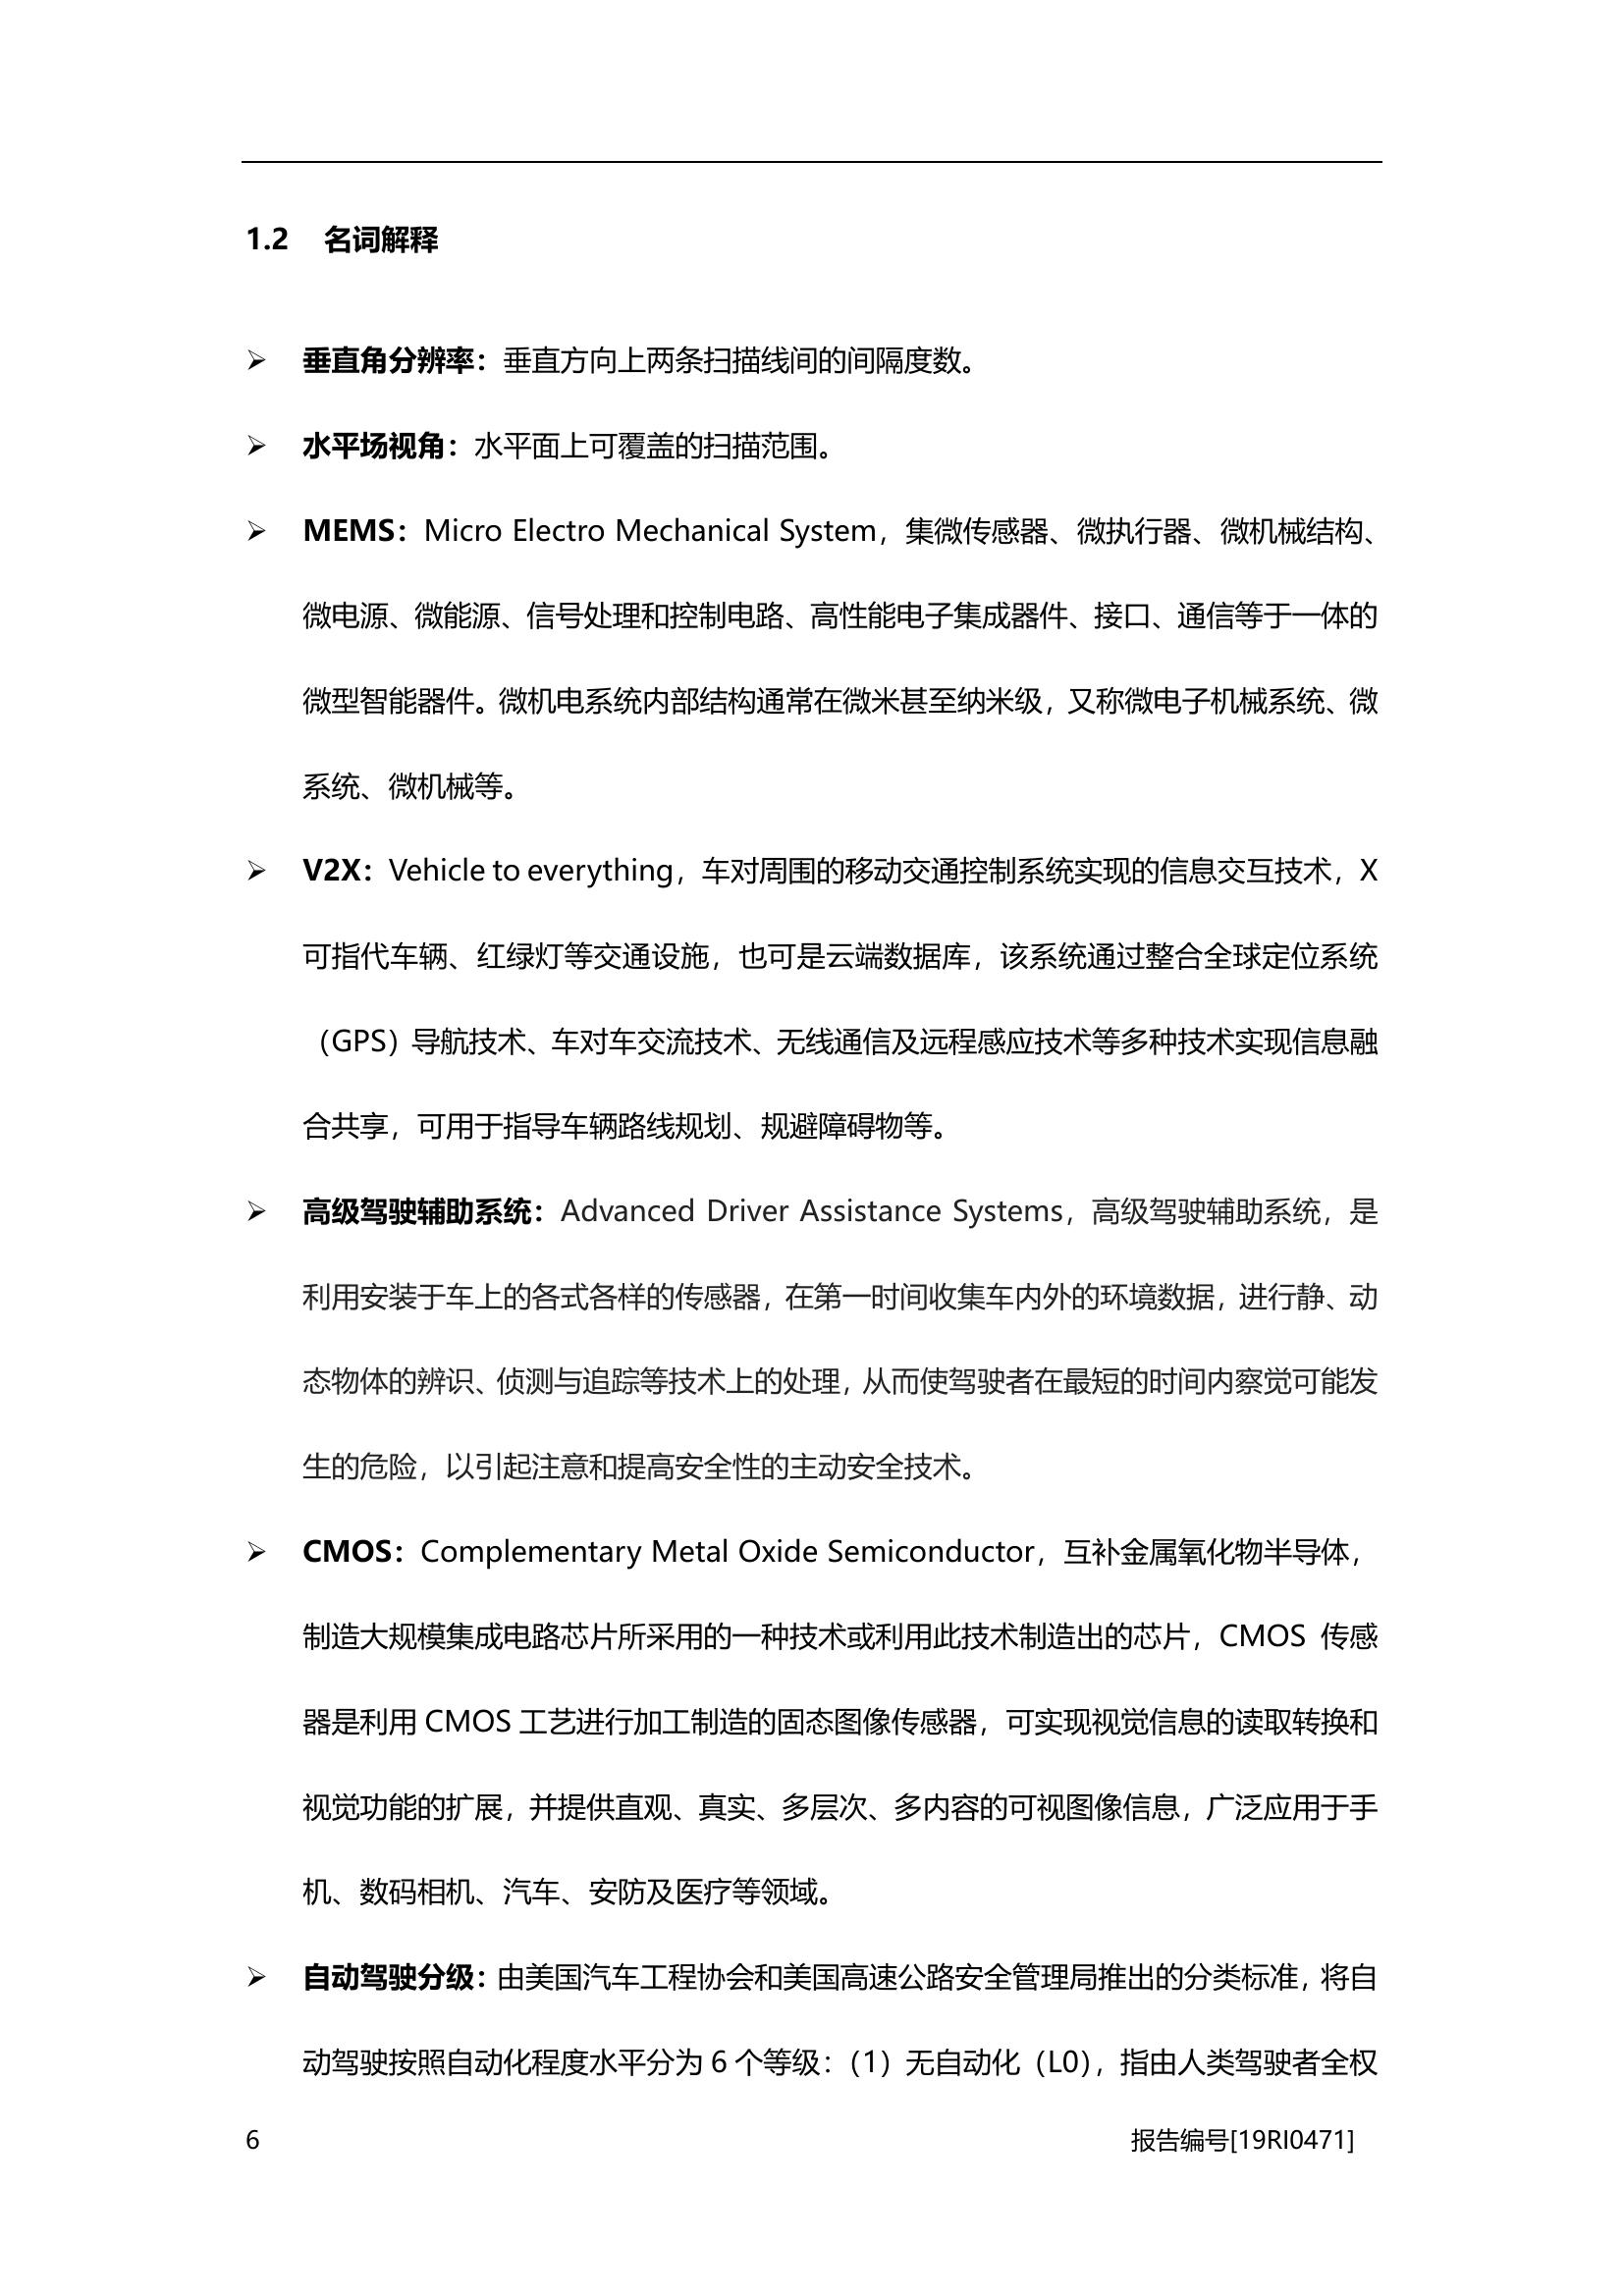 1.2 名词解释
➢ 垂直角分辨率：垂直方向上两条扫描线间的间隔度数。
➢ 水平场视角：水平面上可覆盖的扫描范围。
➢ MEMS：Micro Electro Mechanical System，集微传感器、微执行器、微机械结构、
微电源、微能源、信号处理和控制电路、高性能电子集成器件、接口、通信等于一体的
微型智能器件。微机电系统内部结构通常在微米甚至纳米级，又称微电子机械系统、微
系统、微机械等。
➢ V2X：Vehicle to everything，车对周围的移动交通控制系统实现的信息交互技术，X
可指代车辆、红绿灯等交通设施，也可是云端数据库，该系统通过整合全球定位系统
（GPS）导航技术、车对车交流技术、无线通信及远程感应技术等多种技术实现信息融
合共享，可用于指导车辆路线规划、规避障碍物等。
➢ 高级驾驶辅助系统：Advanced Driver Assistance Systems，高级驾驶辅助系统，是
利用安装于车上的各式各样的传感器，在第一时间收集车内外的环境数据，进行静、动
态物体的辨识、侦测与追踪等技术上的处理，从而使驾驶者在最短的时间内察觉可能发
生的危险，以引起注意和提高安全性的主动安全技术。
➢ CMOS：Complementary Metal Oxide Semiconductor，互补金属氧化物半导体，
制造大规模集成电路芯片所采用的一种技术或利用此技术制造出的芯片，CMOS 传感
器是利用 CMOS 工艺进行加工制造的固态图像传感器，可实现视觉信息的读取转换和
视觉功能的扩展，并提供直观、真实、多层次、多内容的可视图像信息，广泛应用于手
机、数码相机、汽车、安防及医疗等领域。
➢ 自动驾驶分级：由美国汽车工程协会和美国高速公路安全管理局推出的分类标准，将自
动驾驶按照自动化程度水平分为 6 个等级：（1）无自动化（L0），指由人类驾驶者全权
6 报告编号[19RI0471]